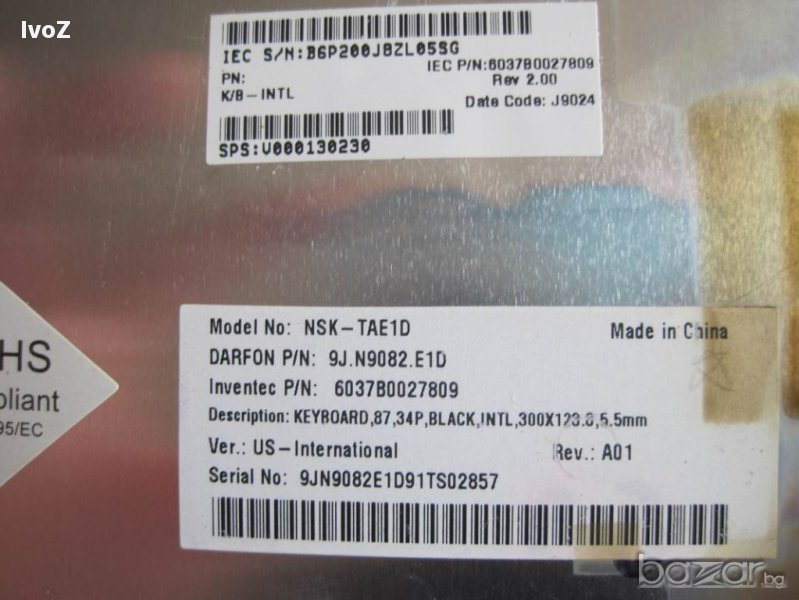 IvoZ
IEC S/N:B6P200JBZL05SG
IEC P/N:6037B0027809
PN:
Rev 2.00
K/B-INTL
Date Code: J9024
SPS:V000130230
HS
pliant
95/EC
Model No: NSK-TAE1D
Made in China
DARFON P/N: 9J.N9082.E1D
Inventec P/N: 6037B0027809
Description: KEYBOARD,87,34P,BLACK,INTL,300X123.8,5.5mm
Ver.: US-International
Rev.: A01
Serial No: 9JN9082E1D91TS02857
bazar.bg